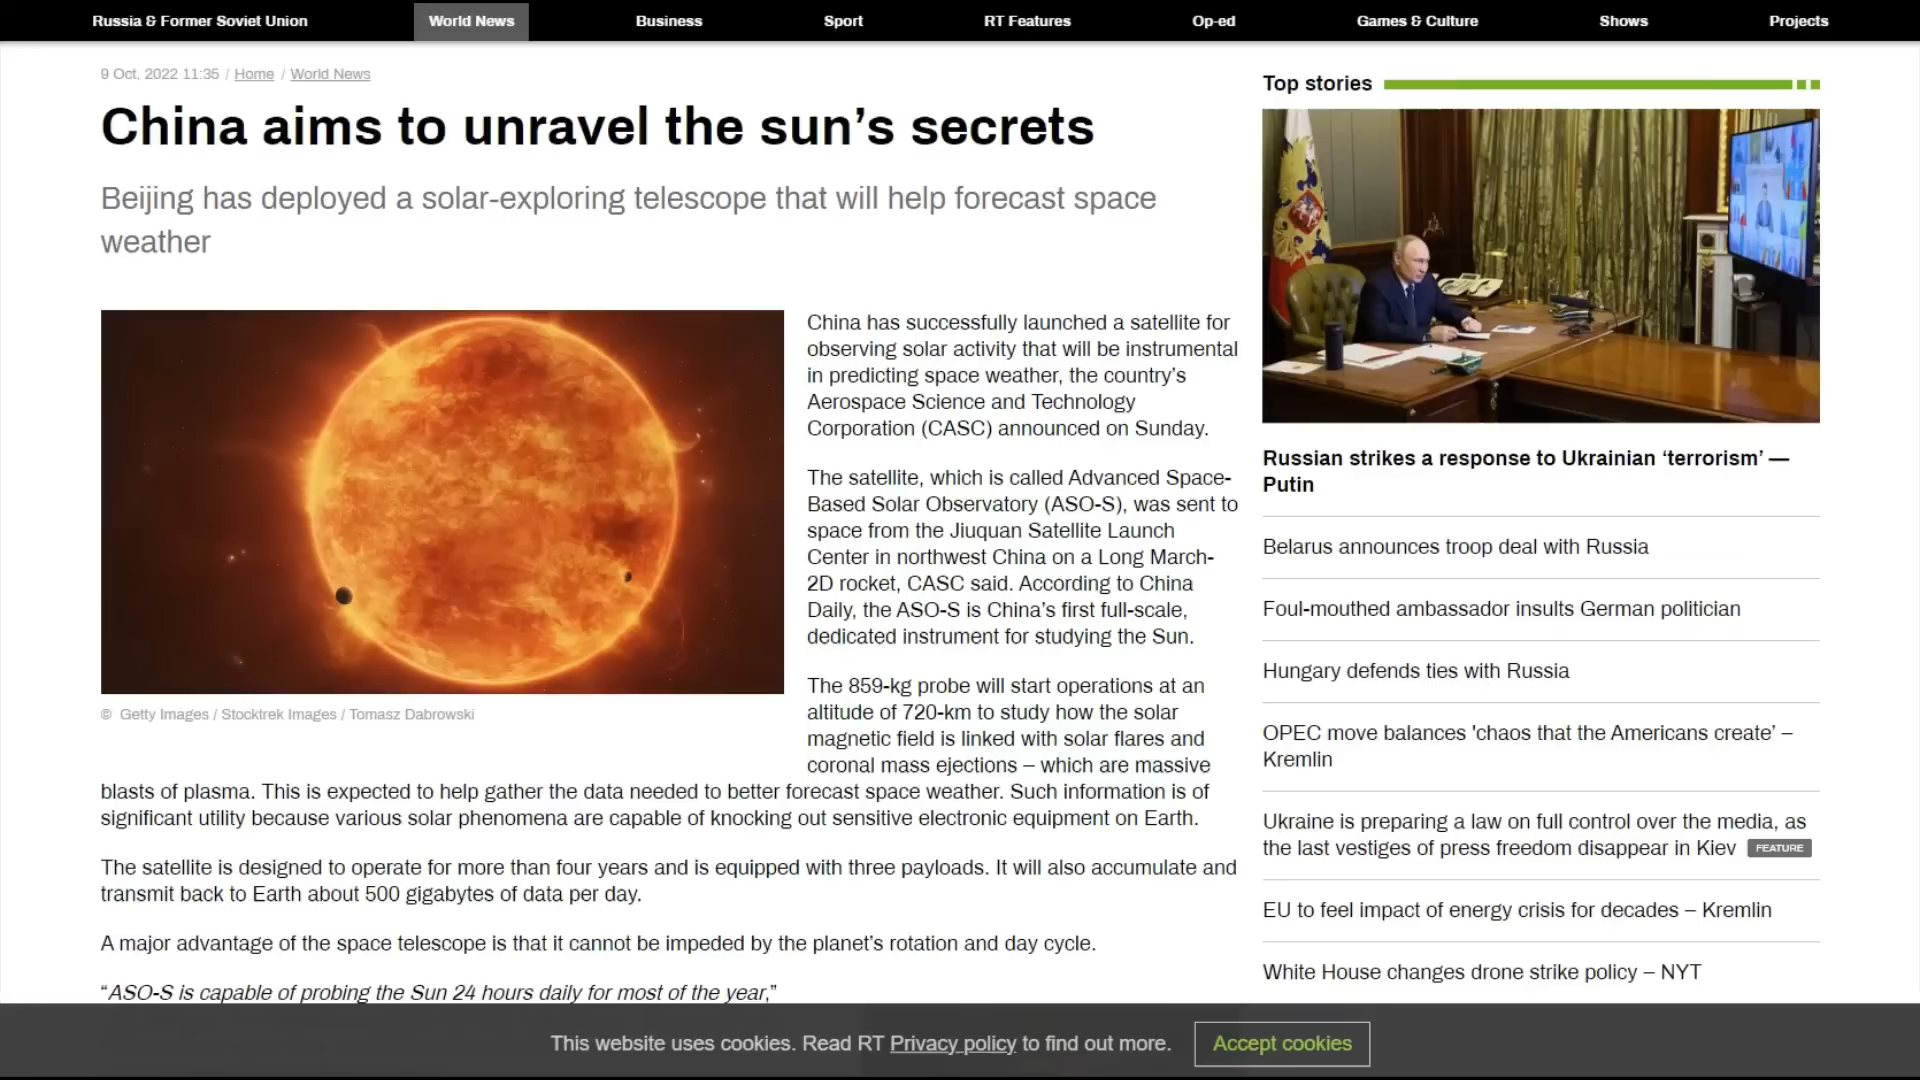 Russia & Former Soviet Union
World News
Business
Sport
RT Features
Op-ed
Games & Culture
Shows
Projects
9 Oct, 2022 11:35 / Home / World News
China aims to unravel the sun’s secrets
Beijing has deployed a solar-exploring telescope that will help forecast space
weather
China has successfully launched a satellite for
observing solar activity that will be instrumental
in predicting space weather, the country’s
Aerospace Science and Technology
Corporation (CASC) announced on Sunday.
The satellite, which is called Advanced Space-
Based Solar Observatory (ASO-S), was sent to
space from the Jiuquan Satellite Launch
Center in northwest China on a Long March-
2D rocket, CASC said. According to China
Daily, the ASO-S is China’s first full-scale,
dedicated instrument for studying the Sun.
The 859-kg probe will start operations at an
altitude of 720-km to study how the solar
magnetic field is linked with solar flares and
coronal mass ejections – which are massive
© Getty Images / Stocktrek Images / Tomasz Dabrowski
blasts of plasma. This is expected to help gather the data needed to better forecast space weather. Such information is of
significant utility because various solar phenomena are capable of knocking out sensitive electronic equipment on Earth.
The satellite is designed to operate for more than four years and is equipped with three payloads. It will also accumulate and
transmit back to Earth about 500 gigabytes of data per day.
A major advantage of the space telescope is that it cannot be impeded by the planet’s rotation and day cycle.
“ASO-S is capable of probing the Sun 24 hours daily for most of the year,”
Top stories
Russian strikes a response to Ukrainian ‘terrorism’ —
Putin
Belarus announces troop deal with Russia
Foul-mouthed ambassador insults German politician
Hungary defends ties with Russia
OPEC move balances 'chaos that the Americans create’ –
Kremlin
Ukraine is preparing a law on full control over the media, as
the last vestiges of press freedom disappear in Kiev FEATURE
EU to feel impact of energy crisis for decades – Kremlin
White House changes drone strike policy – NYT
This website uses cookies. Read RT Privacy policy to find out more.
Accept cookies